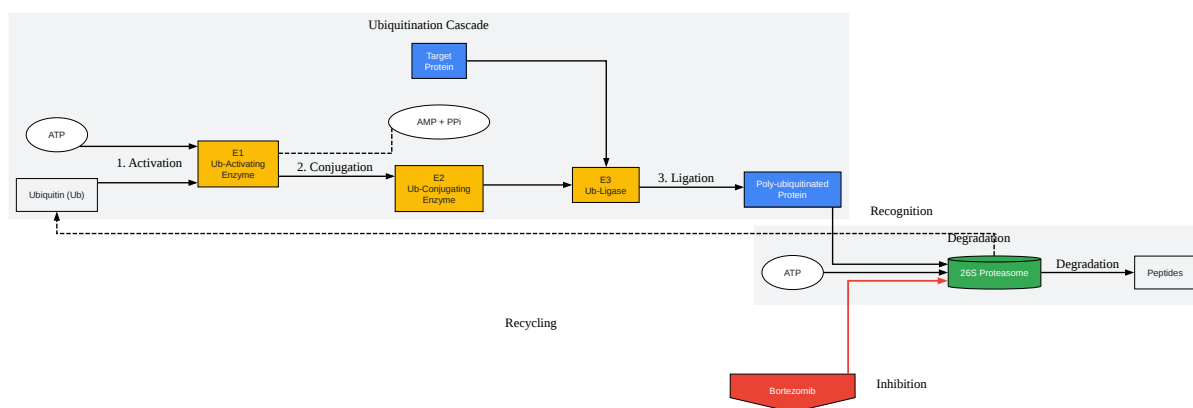 Ubiquitination Cascade
Target
Protein
AMP + PPi
ATP
1. Activation
E1
Ub-Activating
Enzyme
2. Conjugation
E2
Ub-Conjugating
Enzyme
E3
Ub-Ligase
3. Ligation
Poly-ubiquitinated
Protein
Ubiquitin (Ub)
Recognition
Degradation
ATP
26S Proteasome
Degradation
Peptides
Recycling
Bortezomib
Inhibition